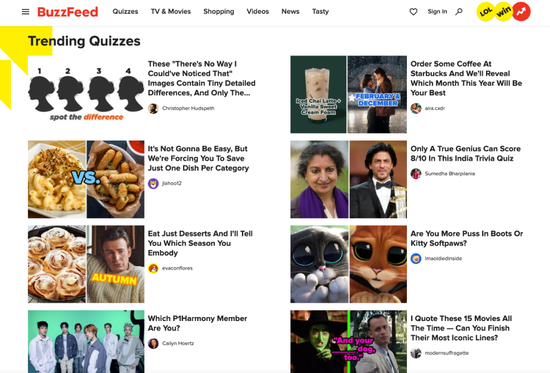 BuzzFeed
Quizzes
TV & Movies
Shopping
Videos
News
Tasty
Sign In
LOL
win
Trending Quizzes
1 2 3 4
spot the difference
These "There's No Way I
Could've Noticed That"
Images Contain Tiny Detailed
Differences, And Only The...
Christopher Hudspeth
Iced Chai Latte +
Vanilla Sweet
Cream Foam
FEBRUARY &
DECEMBER
Order Some Coffee At
Starbucks And We'll Reveal
Which Month This Year Will Be
Your Best
aira.cxdr
VS.
It's Not Gonna Be Easy, But
We're Forcing You To Save
Just One Dish Per Category
jlahoot2
Only A True Genius Can Score
8/10 In This India Trivia Quiz
Sumedha Bharpilania
AUTUMN
Eat Just Desserts And I'll Tell
You Which Season You
Embody
evaconflores
Are You More Puss In Boots Or
Kitty Softpaws?
lmaoidiedinside
Which P1Harmony Member
Are You?
Cailyn Hoertz
"And your
dog,
too."
I Quote These 15 Movies All
The Time — Can You Finish
Their Most Iconic Lines?
modernsuffragette